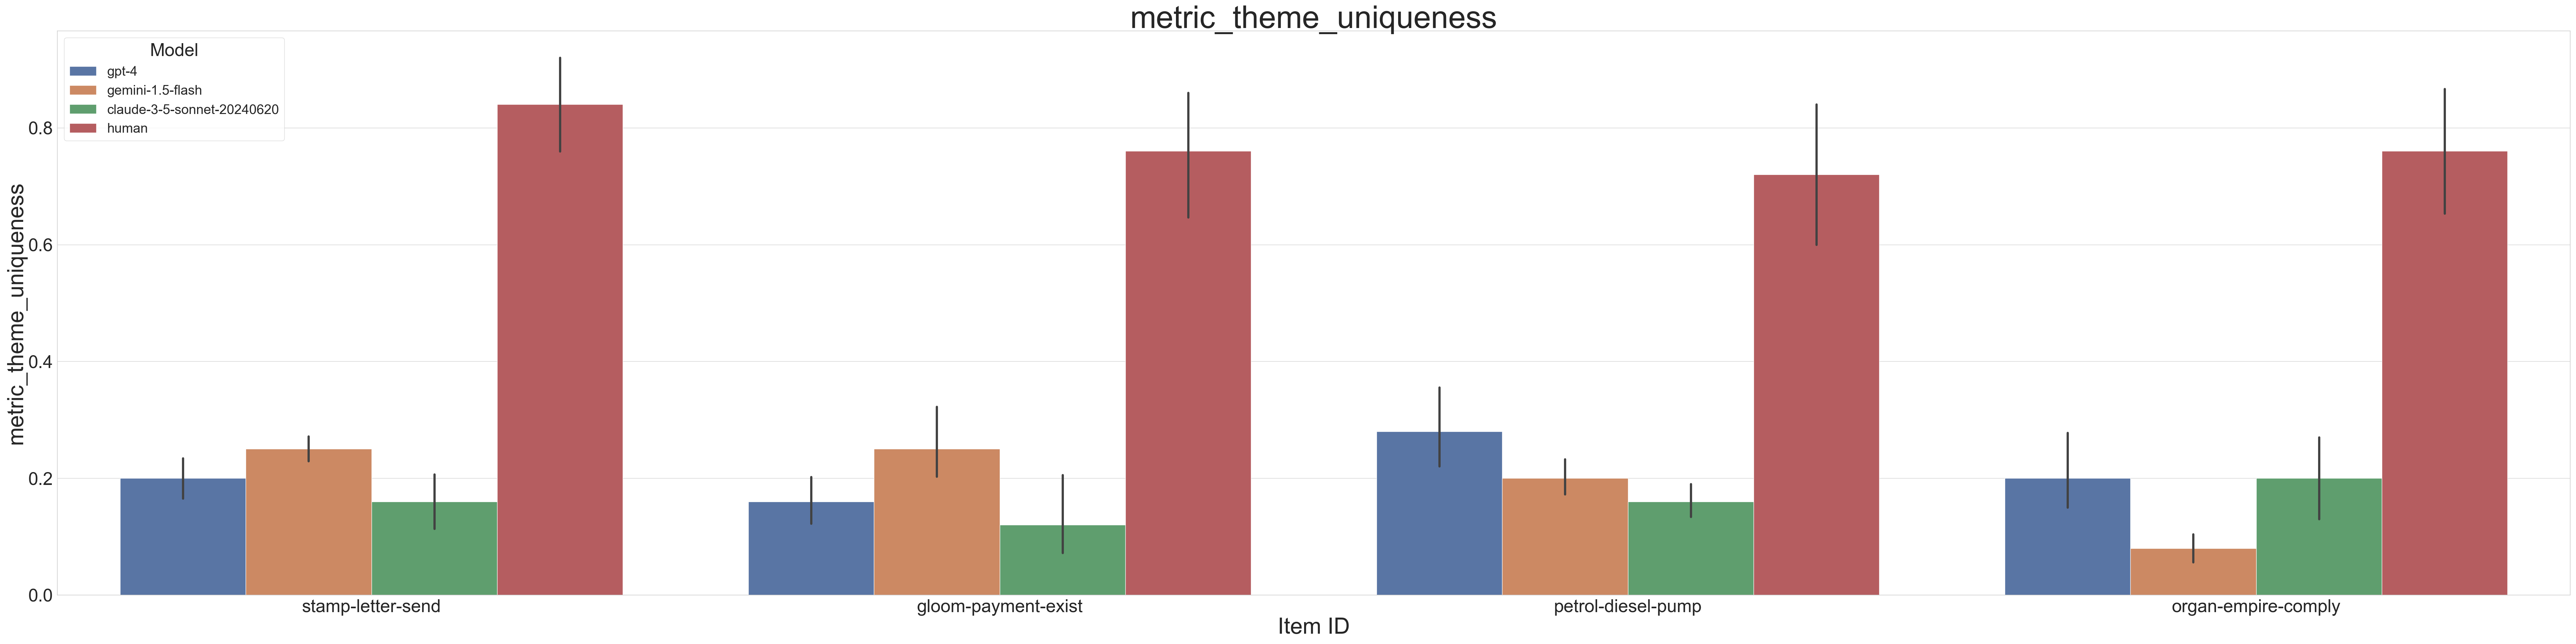 metric_theme_uniqueness
Model
gpt-4
gemini-1.5-flash
claude-3-5-sonnet-20240620
human
metric_theme_uniqueness
0.8
0.6
0.4
0.2
0.0
stamp-letter-send
gloom-payment-exist
petrol-diesel-pump
organ-empire-comply
Item ID